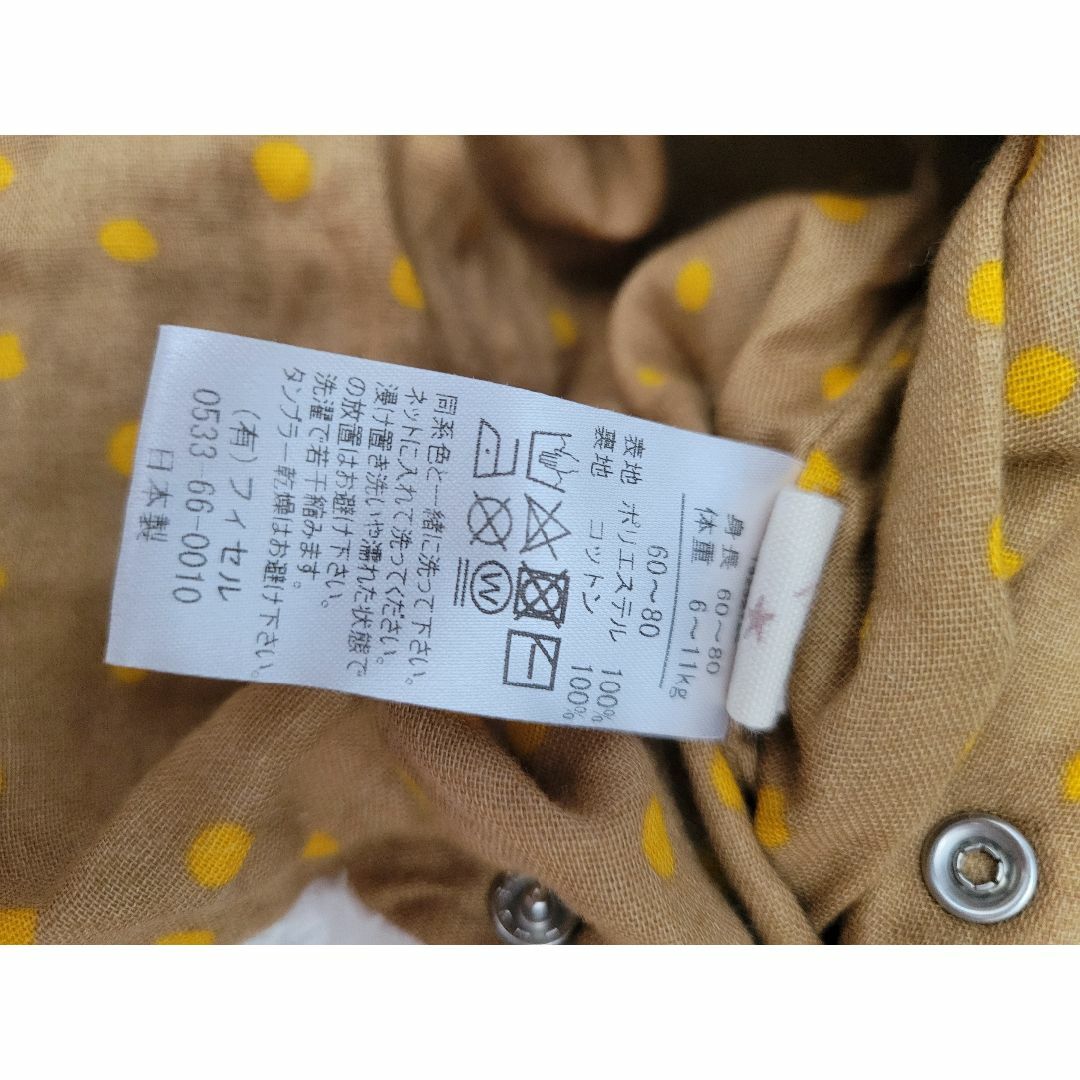 身長 60～80
体重 6～11kg
60～80
表地 ポリエステル 100%
裏地 コットン 100%
W
同系色と一緒に洗って下さい。
ネットに入れて洗ってください。
浸け置き洗いや濡れた状態で
の放置はお避け下さい。
洗濯で若干縮みます。
タンブラー乾燥はお避け下さい。
(有)フィセル
0533-66-0010
日本製